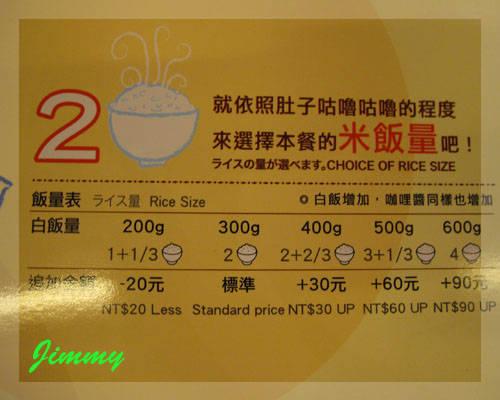 2
就依照肚子咕嚕咕嚕的程度
來選擇本餐的米飯量吧！
ライスの量が選べます。CHOICE OF RICE SIZE
飯量表 ライス量 Rice Size ◎白飯增加，咖哩醬同樣也增加
白飯量 200g 300g 400g 500g 600g
1+1/3 2 2+2/3 3+1/3 4
追加金額 -20元 標準 +30元 +60元 +90元
NT$20 Less Standard price NT$30 UP NT$60 UP NT$90 UP
Jimmy